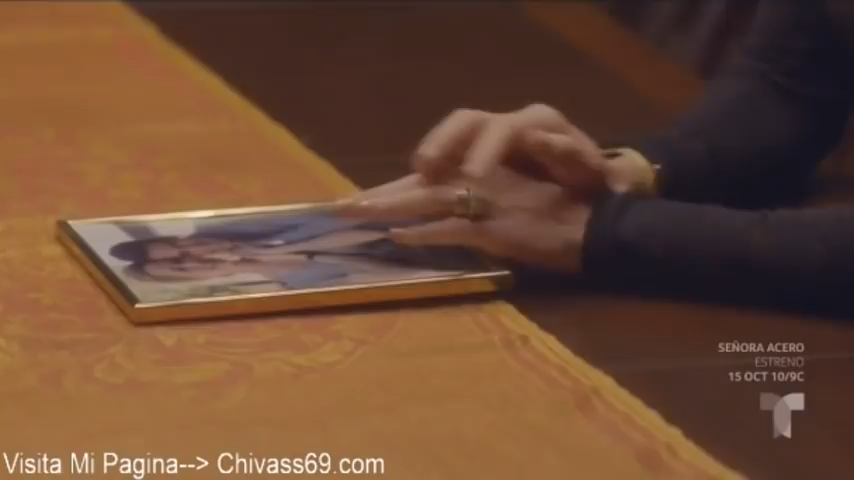 SEÑORA ACERO
ESTRENO
15 OCT 10/9C
Visita Mi Pagina--> Chivass69.com